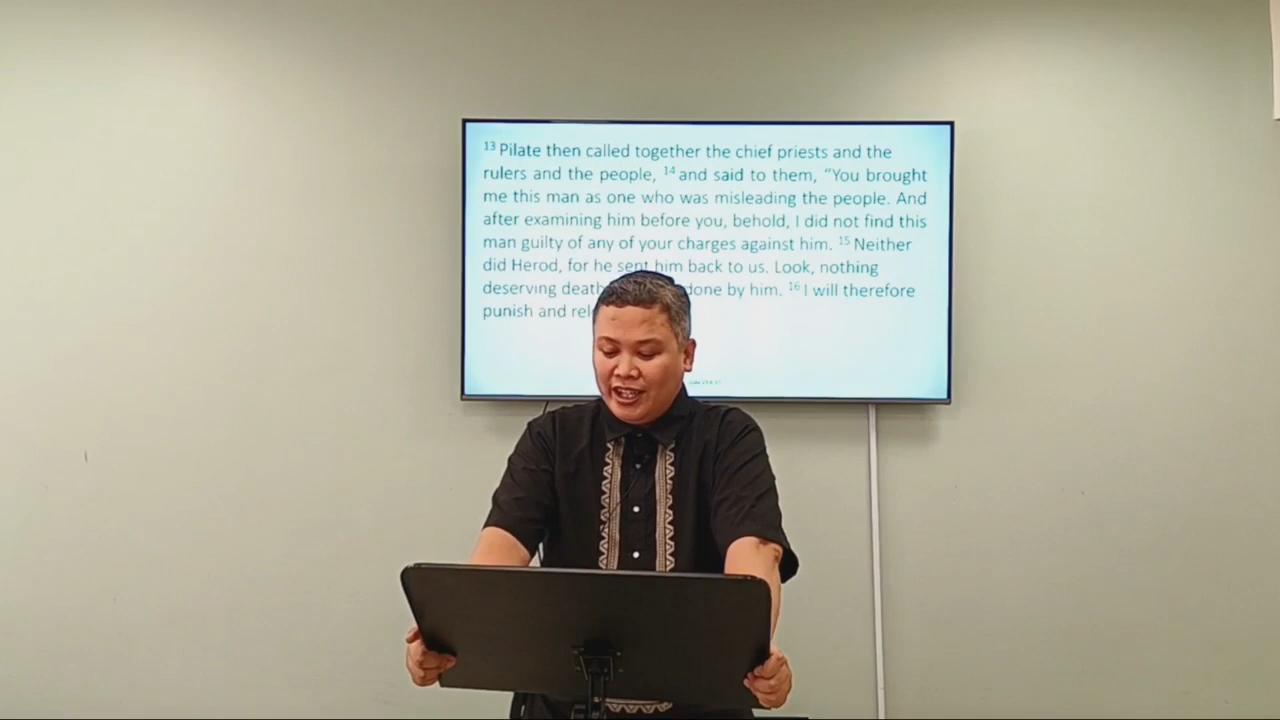 13 Pilate then called together the chief priests and the
rulers and the people, 14 and said to them, “You brought
me this man as one who was misleading the people. And
after examining him before you, behold, I did not find this
man guilty of any of your charges against him. 15 Neither
did Herod, for he sent him back to us. Look, nothing
deserving death done by him. 16 I will therefore
punish and